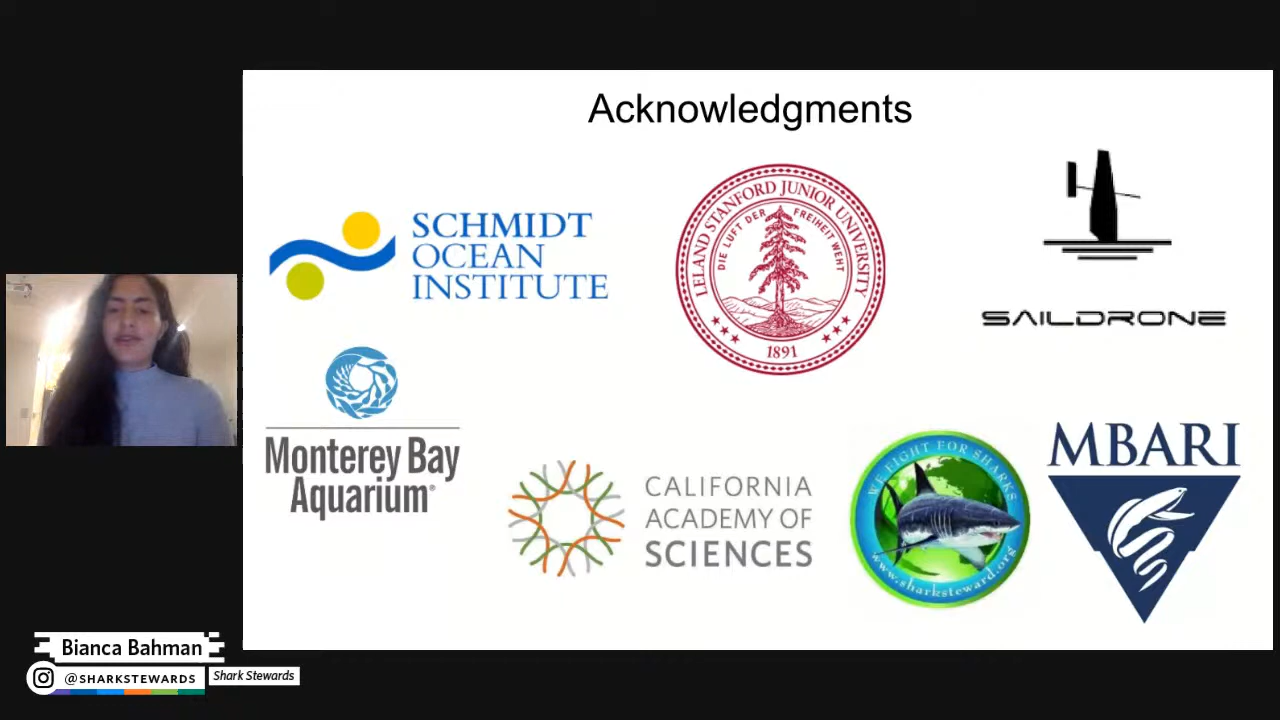 Acknowledgments
SCHMIDT
OCEAN
INSTITUTE
LELAND STANFORD JUNIOR UNIVERSITY
DIE LUFT DER FREIHEIT WEHT
1891
SAILDRONE
Monterey Bay
Aquarium®
CALIFORNIA
ACADEMY OF
SCIENCES
WE FIGHT FOR SHARKS
www.sharksteward.org
MBARI
Bianca Bahman
@SHARKSTEWARDS
Shark Stewards